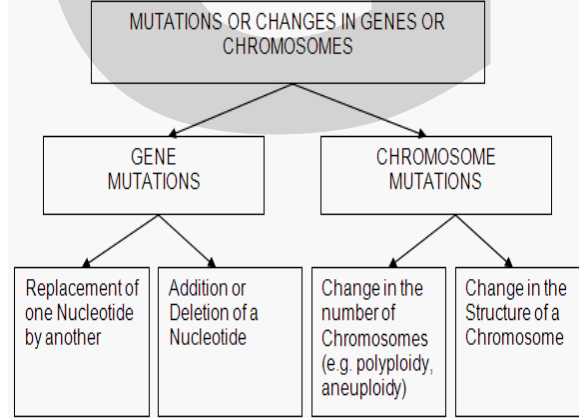 MUTATIONS OR CHANGES IN GENES OR
CHROMOSOMES
GENE
MUTATIONS
CHROMOSOME
MUTATIONS
Replacement of
one Nucleotide
by another
Addition or
Deletion of a
Nucleotide
Change in the
number of
Chromosomes
(e.g. polyploidy,
aneuploidy)
Change in the
Structure of a
Chromosome